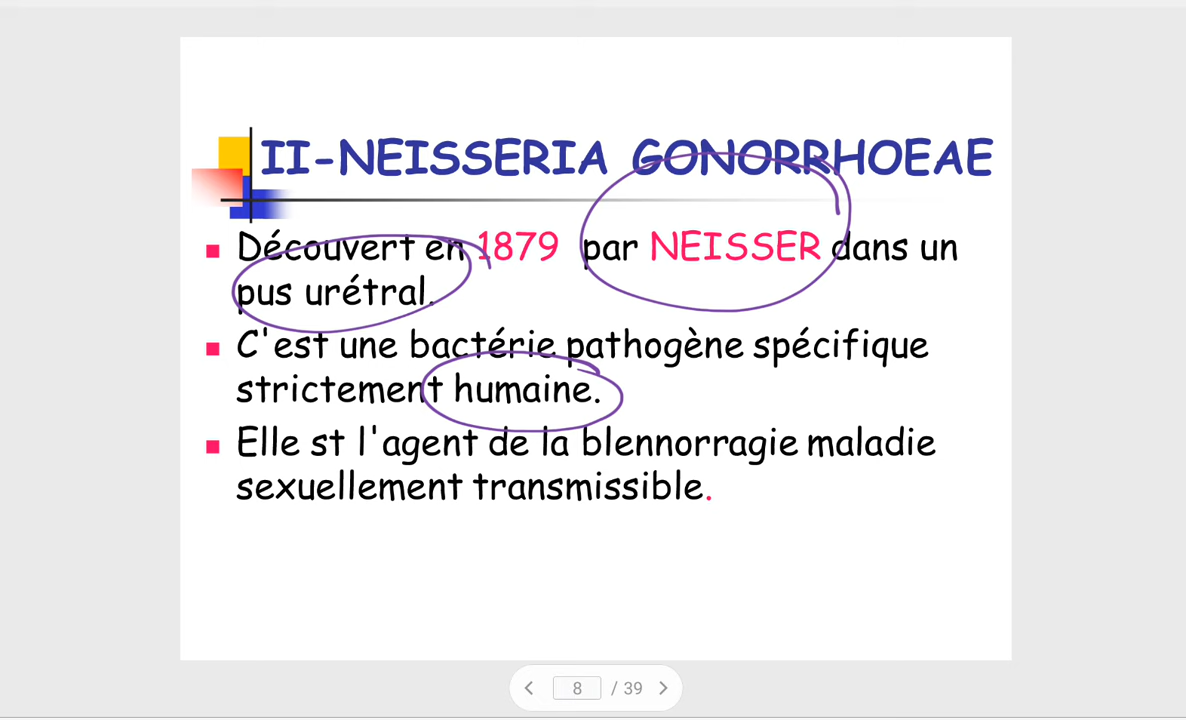 II-NEISSERIA GONORRHOEAE
Découvert en 1879 par NEISSER dans un
pus urétral.
C'est une bactérie pathogène spécifique
strictement humaine.
Elle st l'agent de la blennorragie maladie
sexuellement transmissible.
8 / 39